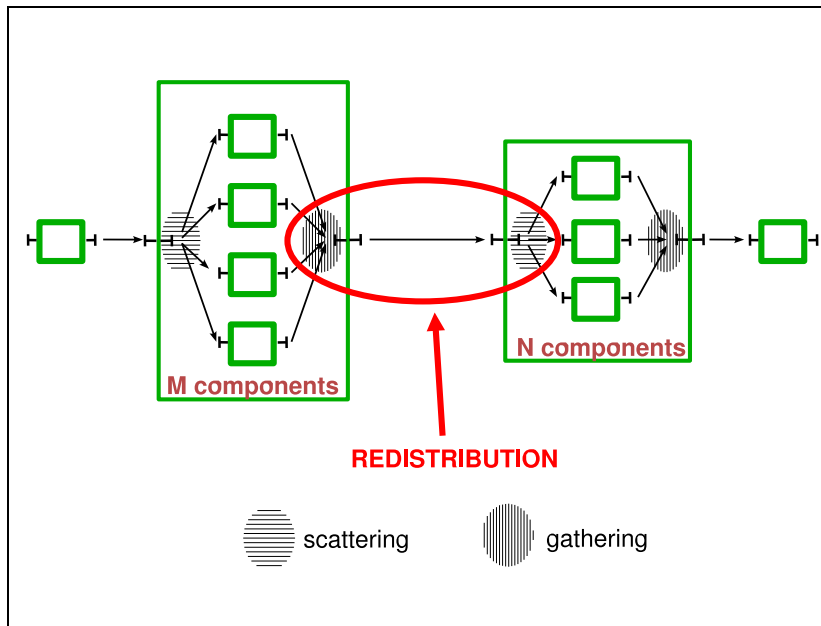 N components
M components
REDISTRIBUTION
scattering
gathering